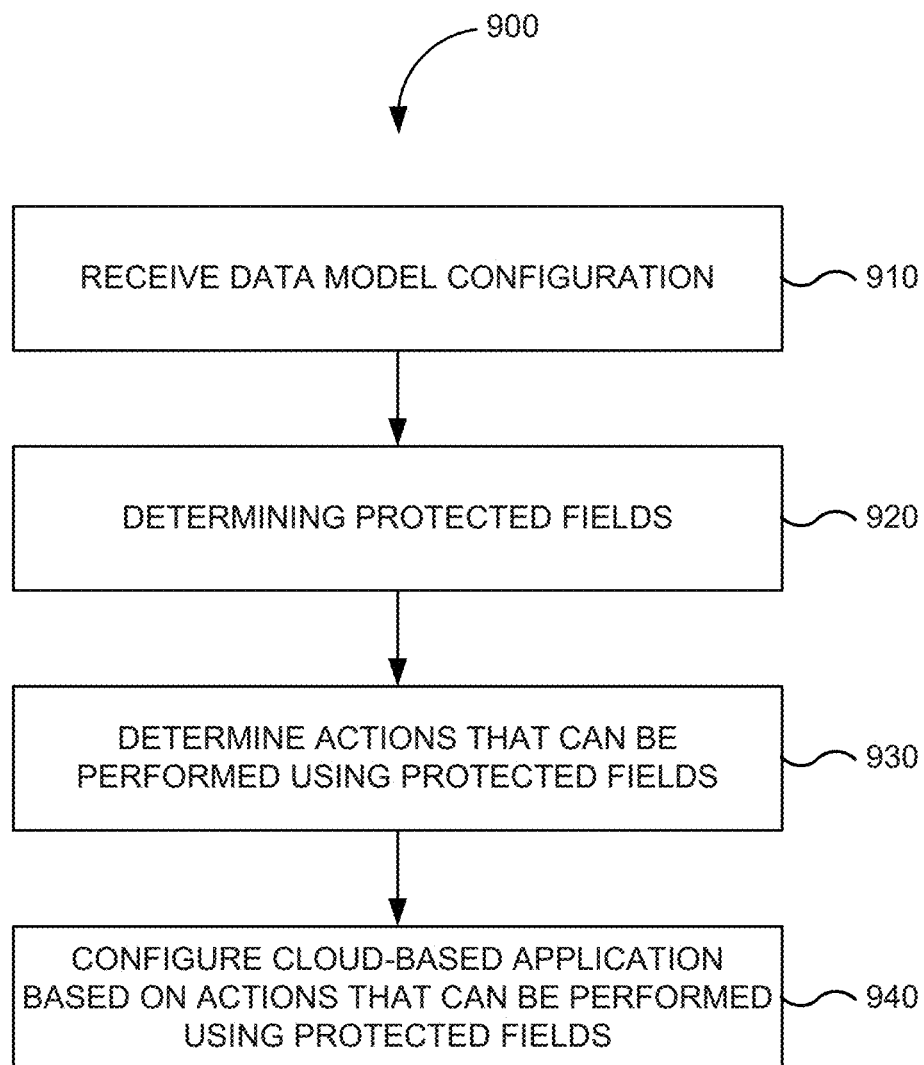 900
RECEIVE DATA MODEL CONFIGURATION
910
DETERMINING PROTECTED FIELDS
920
DETERMINE ACTIONS THAT CAN BE
PERFORMED USING PROTECTED FIELDS
930
CONFIGURE CLOUD-BASED APPLICATION
BASED ON ACTIONS THAT CAN BE PERFORMED
USING PROTECTED FIELDS
940